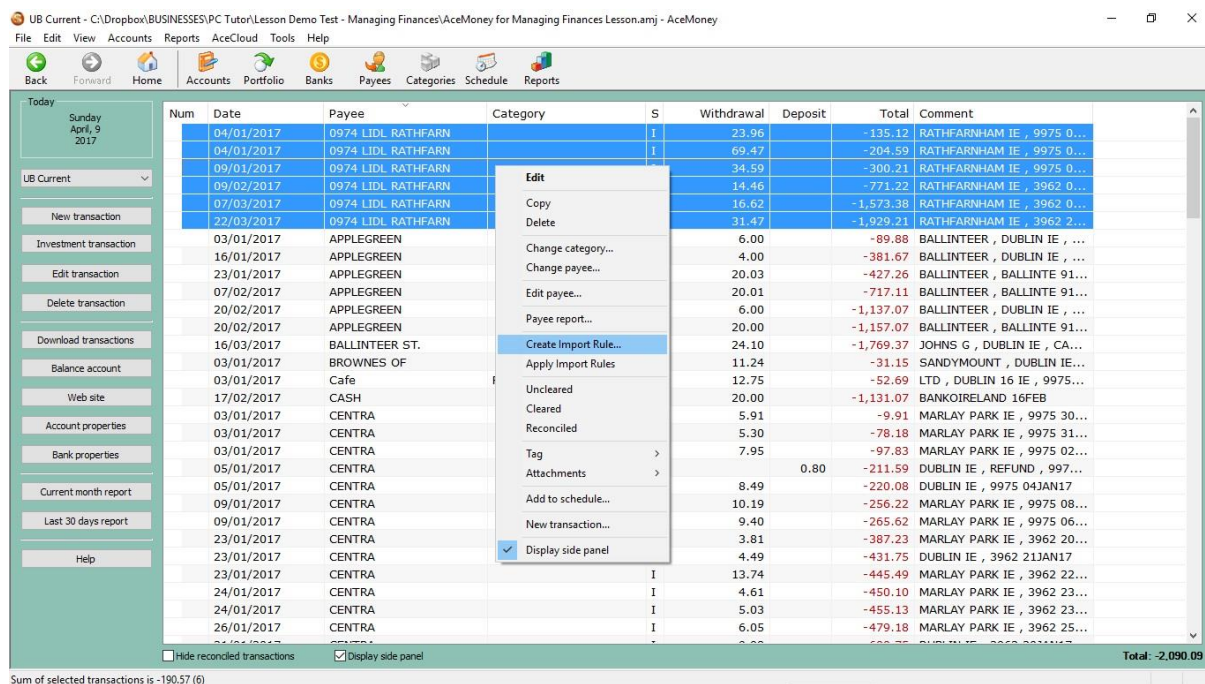 UB Current - C:\Dropbox\BUSINESSES\PC Tutor\Lesson Demo Test - Managing Finances\AceMoney for Managing Finances Lesson.amj - AceMoney
File Edit View Accounts Reports AceCloud Tools Help
Back Forward Home Accounts Portfolio Banks Payees Categories Schedule Reports
Today
Sunday
April, 9
2017
UB Current
New transaction
Investment transaction
Edit transaction
Delete transaction
Download transactions
Balance account
Web site
Account properties
Bank properties
Current month report
Last 30 days report
Help
Num Date Payee Category S Withdrawal Deposit Total Comment
04/01/2017 0974 LIDL RATHFARN I 23.96 -135.12 RATHFARNHAM IE , 9975 0...
04/01/2017 0974 LIDL RATHFARN I 69.47 -204.59 RATHFARNHAM IE , 9975 0...
09/01/2017 0974 LIDL RATHFARN 34.59 -300.21 RATHFARNHAM IE , 9975 0...
09/02/2017 0974 LIDL RATHFARN 14.46 -771.22 RATHFARNHAM IE , 3962 0...
07/03/2017 0974 LIDL RATHFARN 16.62 -1,573.38 RATHFARNHAM IE , 3962 0...
22/03/2017 0974 LIDL RATHFARN 31.47 -1,929.21 RATHFARNHAM IE , 3962 2...
03/01/2017 APPLEGREEN 6.00 -89.88 BALLINTEER , DUBLIN IE , ...
16/01/2017 APPLEGREEN 4.00 -381.67 BALLINTEER , DUBLIN IE , ...
23/01/2017 APPLEGREEN 20.03 -427.26 BALLINTEER , BALLINTE 91...
07/02/2017 APPLEGREEN 20.01 -717.11 BALLINTEER , BALLINTE 91...
20/02/2017 APPLEGREEN 6.00 -1,137.07 BALLINTEER , DUBLIN IE , ...
20/02/2017 APPLEGREEN 20.00 -1,157.07 BALLINTEER , BALLINTE 91...
16/03/2017 BALLINTEER ST. 24.10 -1,769.37 JOHNS G , DUBLIN IE , CA...
03/01/2017 BROWNES OF 11.24 -31.15 SANDYMOUNT , DUBLIN IE...
03/01/2017 Cafe 12.75 -52.69 LTD , DUBLIN 16 IE , 9975...
17/02/2017 CASH 20.00 -1,131.07 BANKOIRELAND 16FEB
03/01/2017 CENTRA 5.91 -9.91 MARLAY PARK IE , 9975 30...
03/01/2017 CENTRA 5.30 -78.18 MARLAY PARK IE , 9975 31...
03/01/2017 CENTRA 7.95 -97.83 MARLAY PARK IE , 9975 02...
05/01/2017 CENTRA 0.80 -211.59 DUBLIN IE , REFUND , 997...
05/01/2017 CENTRA 8.49 -220.08 DUBLIN IE , 9975 04JAN17
09/01/2017 CENTRA 10.19 -256.22 MARLAY PARK IE , 9975 08...
09/01/2017 CENTRA 9.40 -265.62 MARLAY PARK IE , 9975 06...
23/01/2017 CENTRA 3.81 -387.23 MARLAY PARK IE , 3962 20...
23/01/2017 CENTRA 4.49 -431.75 DUBLIN IE , 3962 21JAN17
23/01/2017 CENTRA I 13.74 -445.49 MARLAY PARK IE , 3962 22...
24/01/2017 CENTRA I 4.61 -450.10 MARLAY PARK IE , 3962 23...
24/01/2017 CENTRA I 5.03 -455.13 MARLAY PARK IE , 3962 23...
26/01/2017 CENTRA I 6.05 -479.18 MARLAY PARK IE , 3962 25...
Edit
Copy
Delete
Change category...
Change payee...
Edit payee...
Payee report...
Create Import Rule...
Apply Import Rules
Uncleared
Cleared
Reconciled
Tag
Attachments
Add to schedule...
New transaction...
Display side panel
Hide reconciled transactions Display side panel Total: -2,090.09
Sum of selected transactions is -190.57 (6)